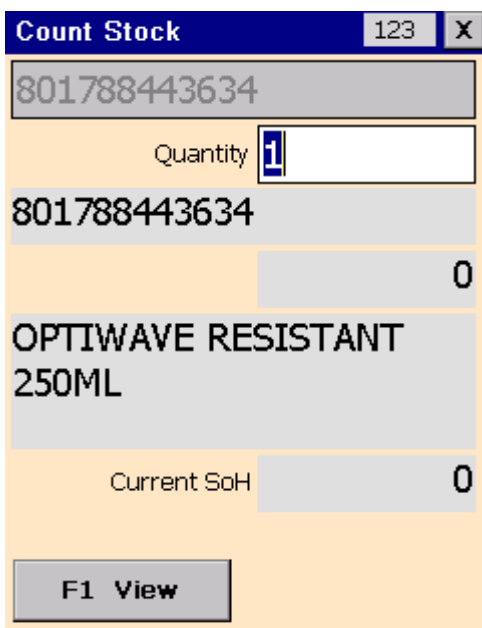 Count Stock 123 X
801788443634
Quantity 1
801788443634
0
OPTIWAVE RESISTANT
250ML
Current SoH 0
F1 View